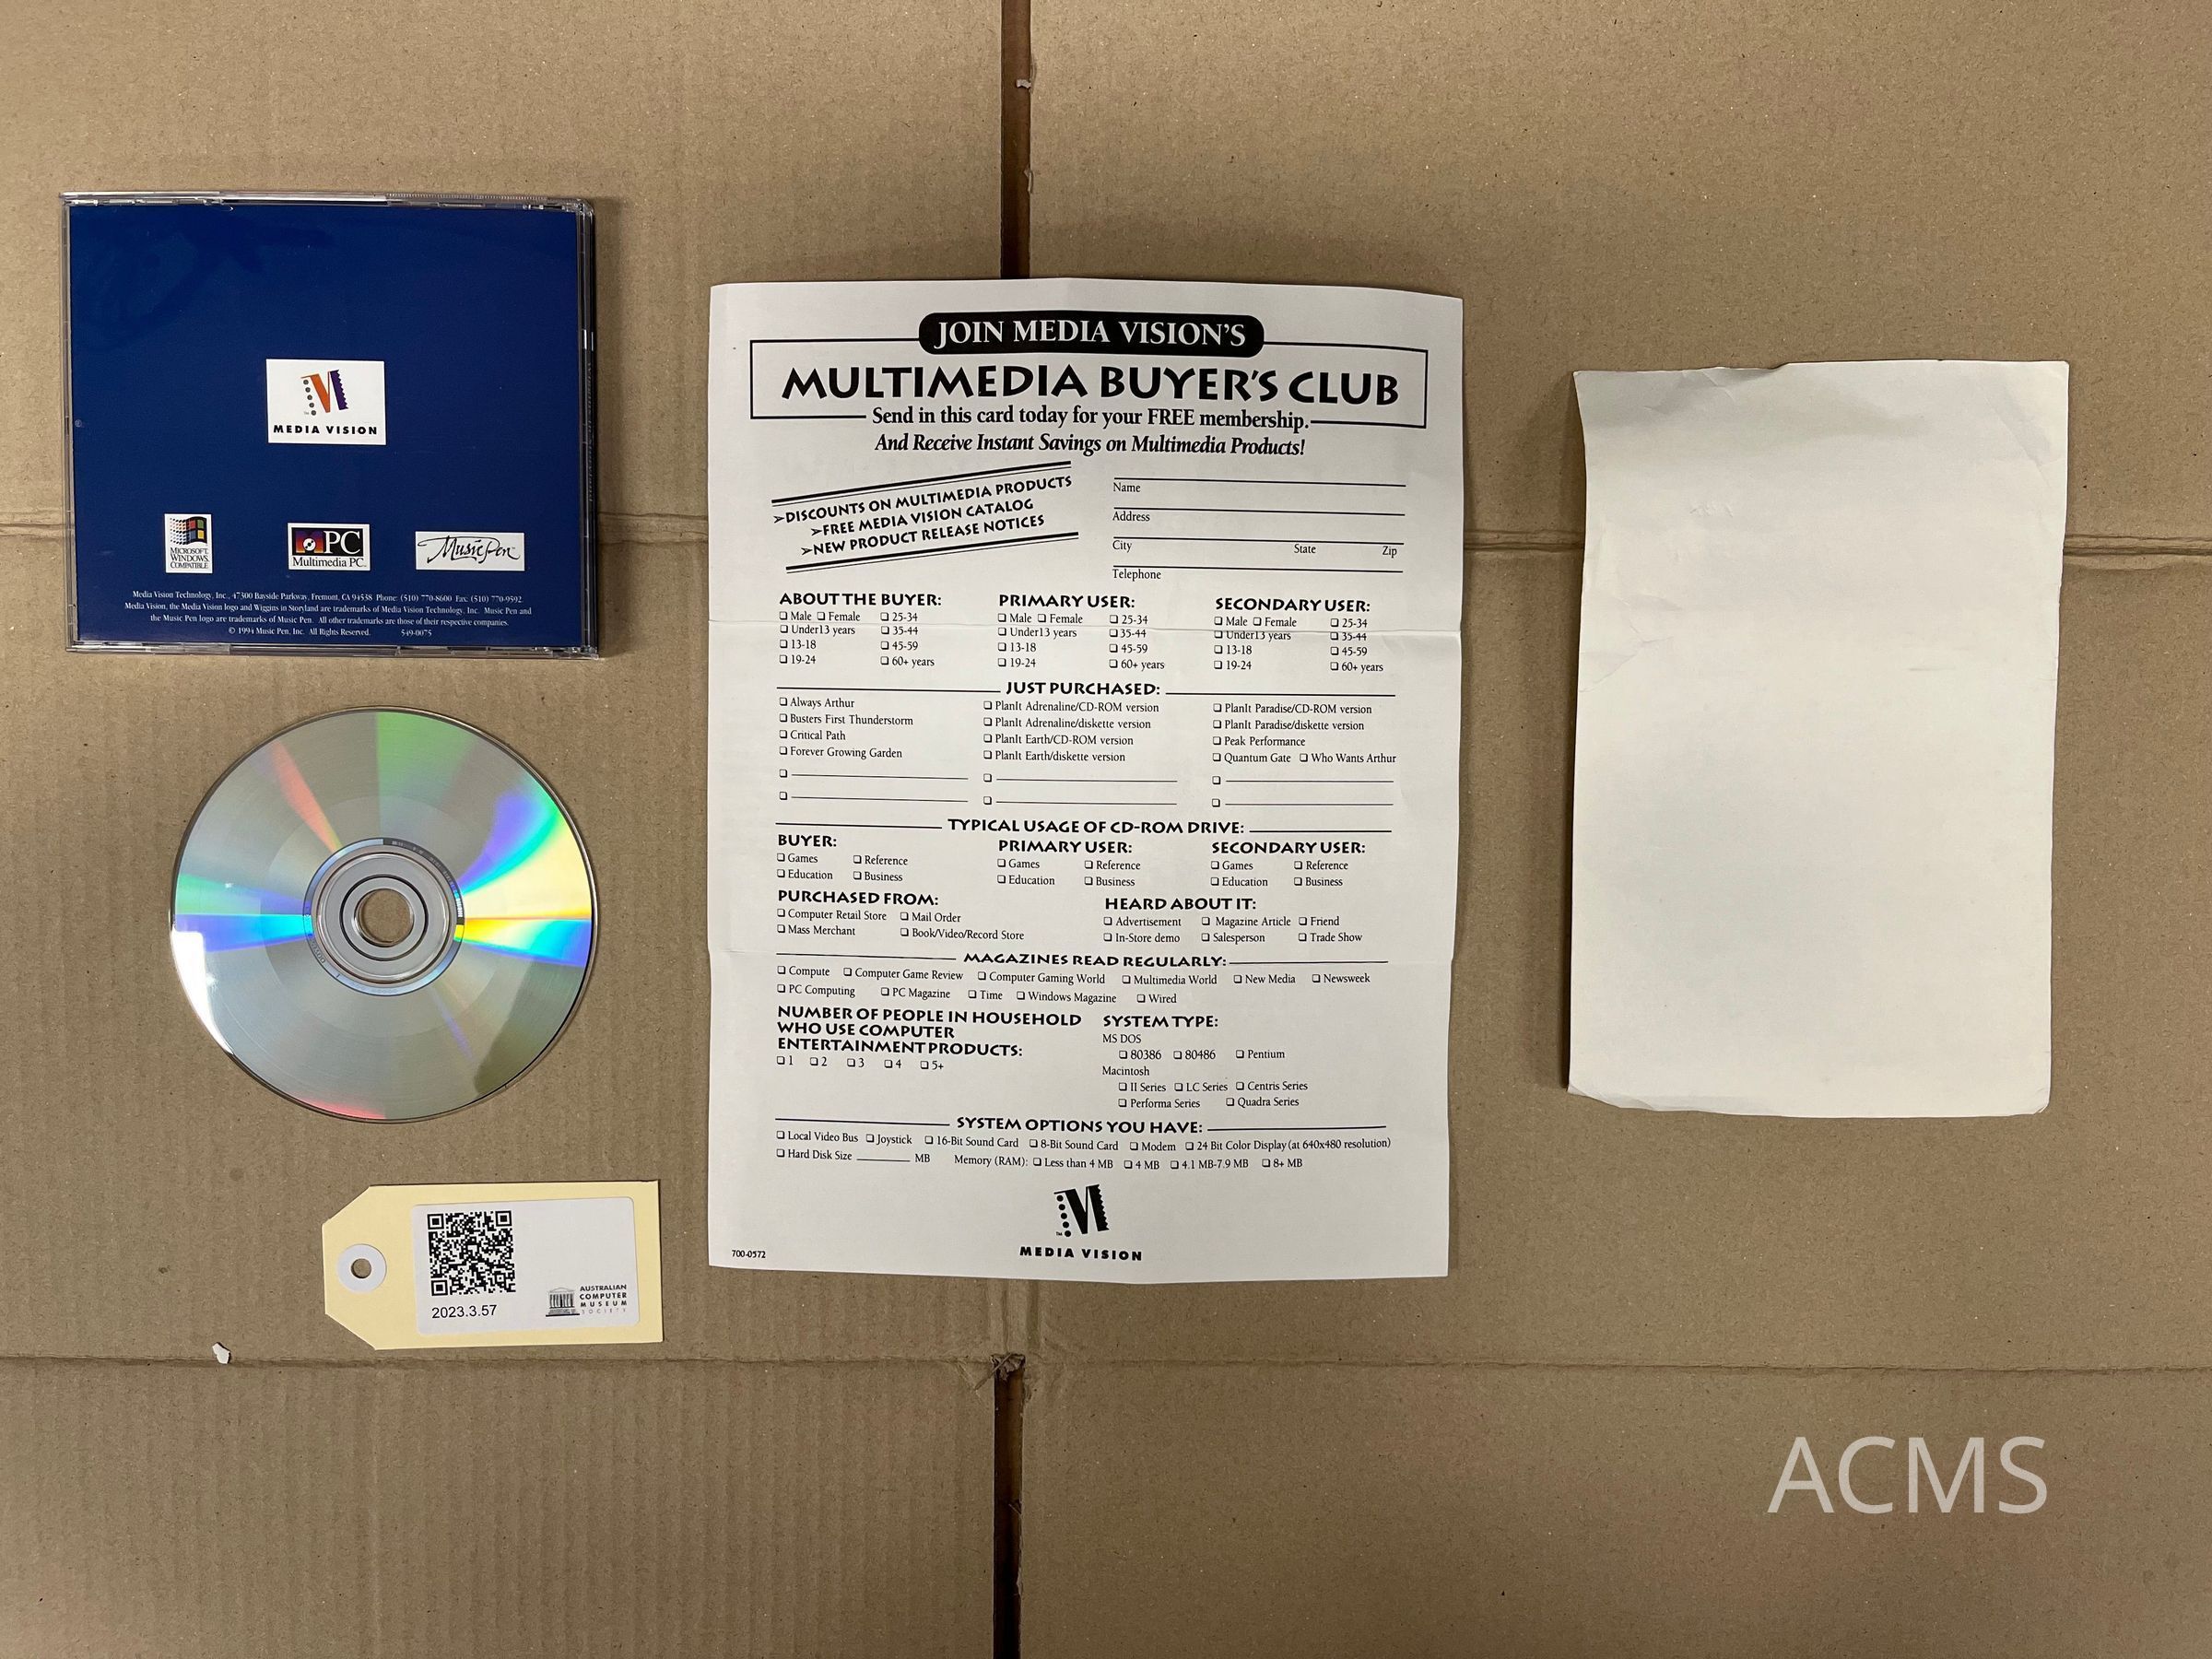 MEDIA VISION
MICROSOFT.
WINDOWS.
COMPATIBLE
PC
Multimedia PC
Music Pen
Media Vision Technology, Inc., 47300 Bayside Parkway, Fremont, CA 94538 Phone: (510) 770-8600 Fax: (510) 770-9592
Media Vision, the Media Vision logo and Wiggins in Storyland are trademarks of Media Vision Technology, Inc. Music Pen and
the Music Pen logo are trademarks of Music Pen. All other trademarks are those of their respective companies.
© 1994 Music Pen, Inc. All Rights Reserved. 549-0075
2023.3.57
AUSTRALIAN
COMPUTER
MUSEUM
SOCIETY
JOIN MEDIA VISION'S
MULTIMEDIA BUYER'S CLUB
Send in this card today for your FREE membership.
And Receive Instant Savings on Multimedia Products!
➢DISCOUNTS ON MULTIMEDIA PRODUCTS
➢FREE MEDIA VISION CATALOG
➢NEW PRODUCT RELEASE NOTICES
Name
Address
City State Zip
Telephone
ABOUT THE BUYER: PRIMARY USER: SECONDARY USER:
❏ Male ❏ Female ❏ 25-34 ❏ Male ❏ Female ❏ 25-34 ❏ Male ❏ Female ❏ 25-34
❏ Under13 years ❏ 35-44 ❏ Under13 years ❏ 35-44 ❏ Under13 years ❏ 35-44
❏ 13-18 ❏ 45-59 ❏ 13-18 ❏ 45-59 ❏ 13-18 ❏ 45-59
❏ 19-24 ❏ 60+ years ❏ 19-24 ❏ 60+ years ❏ 19-24 ❏ 60+ years
JUST PURCHASED:
❏ Always Arthur ❏ PlanIt Adrenaline/CD-ROM version ❏ PlanIt Paradise/CD-ROM version
❏ Busters First Thunderstorm ❏ PlanIt Adrenaline/diskette version ❏ PlanIt Paradise/diskette version
❏ Critical Path ❏ PlanIt Earth/CD-ROM version ❏ Peak Performance
❏ Forever Growing Garden ❏ PlanIt Earth/diskette version ❏ Quantum Gate ❏ Who Wants Arthur
TYPICAL USAGE OF CD-ROM DRIVE:
BUYER: PRIMARY USER: SECONDARY USER:
❏ Games ❏ Reference ❏ Games ❏ Reference ❏ Games ❏ Reference
❏ Education ❏ Business ❏ Education ❏ Business ❏ Education ❏ Business
PURCHASED FROM: HEARD ABOUT IT:
❏ Computer Retail Store ❏ Mail Order ❏ Advertisement ❏ Magazine Article ❏ Friend
❏ Mass Merchant ❏ Book/Video/Record Store ❏ In-Store demo ❏ Salesperson ❏ Trade Show
MAGAZINES READ REGULARLY:
❏ Compute ❏ Computer Game Review ❏ Computer Gaming World ❏ Multimedia World ❏ New Media ❏ Newsweek
❏ PC Computing ❏ PC Magazine ❏ Time ❏ Windows Magazine ❏ Wired
NUMBER OF PEOPLE IN HOUSEHOLD
WHO USE COMPUTER
ENTERTAINMENT PRODUCTS:
❏ 1 ❏ 2 ❏ 3 ❏ 4 ❏ 5+
SYSTEM TYPE:
MS DOS
❏ 80386 ❏ 80486 ❏ Pentium
Macintosh
❏ II Series ❏ LC Series ❏ Centris Series
❏ Performa Series ❏ Quadra Series
SYSTEM OPTIONS YOU HAVE:
❏ Local Video Bus ❏ Joystick ❏ 16-Bit Sound Card ❏ 8-Bit Sound Card ❏ Modem ❏ 24 Bit Color Display (at 640x480 resolution)
❏ Hard Disk Size ________ MB Memory (RAM): ❏ Less than 4 MB ❏ 4 MB ❏ 4.1 MB-7.9 MB ❏ 8+ MB
MEDIA VISION
700-0572
ACMS